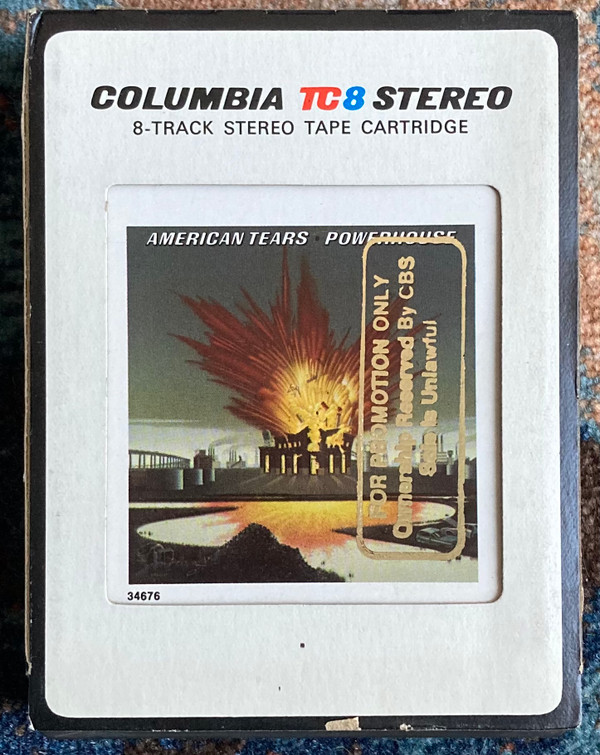 COLUMBIA TC8 STEREO
8-TRACK STEREO TAPE CARTRIDGE
AMERICAN TEARS • POWERHOUSE
FOR PROMOTION ONLY
Ownership Reserved By CBS
Sale Is Unlawful
34676